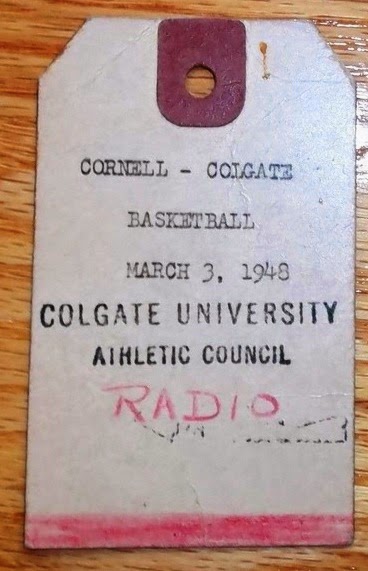 CORNELL - COLGATE
BASKETBALL
MARCH 3, 1948
COLGATE UNIVERSITY
ATHLETIC COUNCIL
RADIO